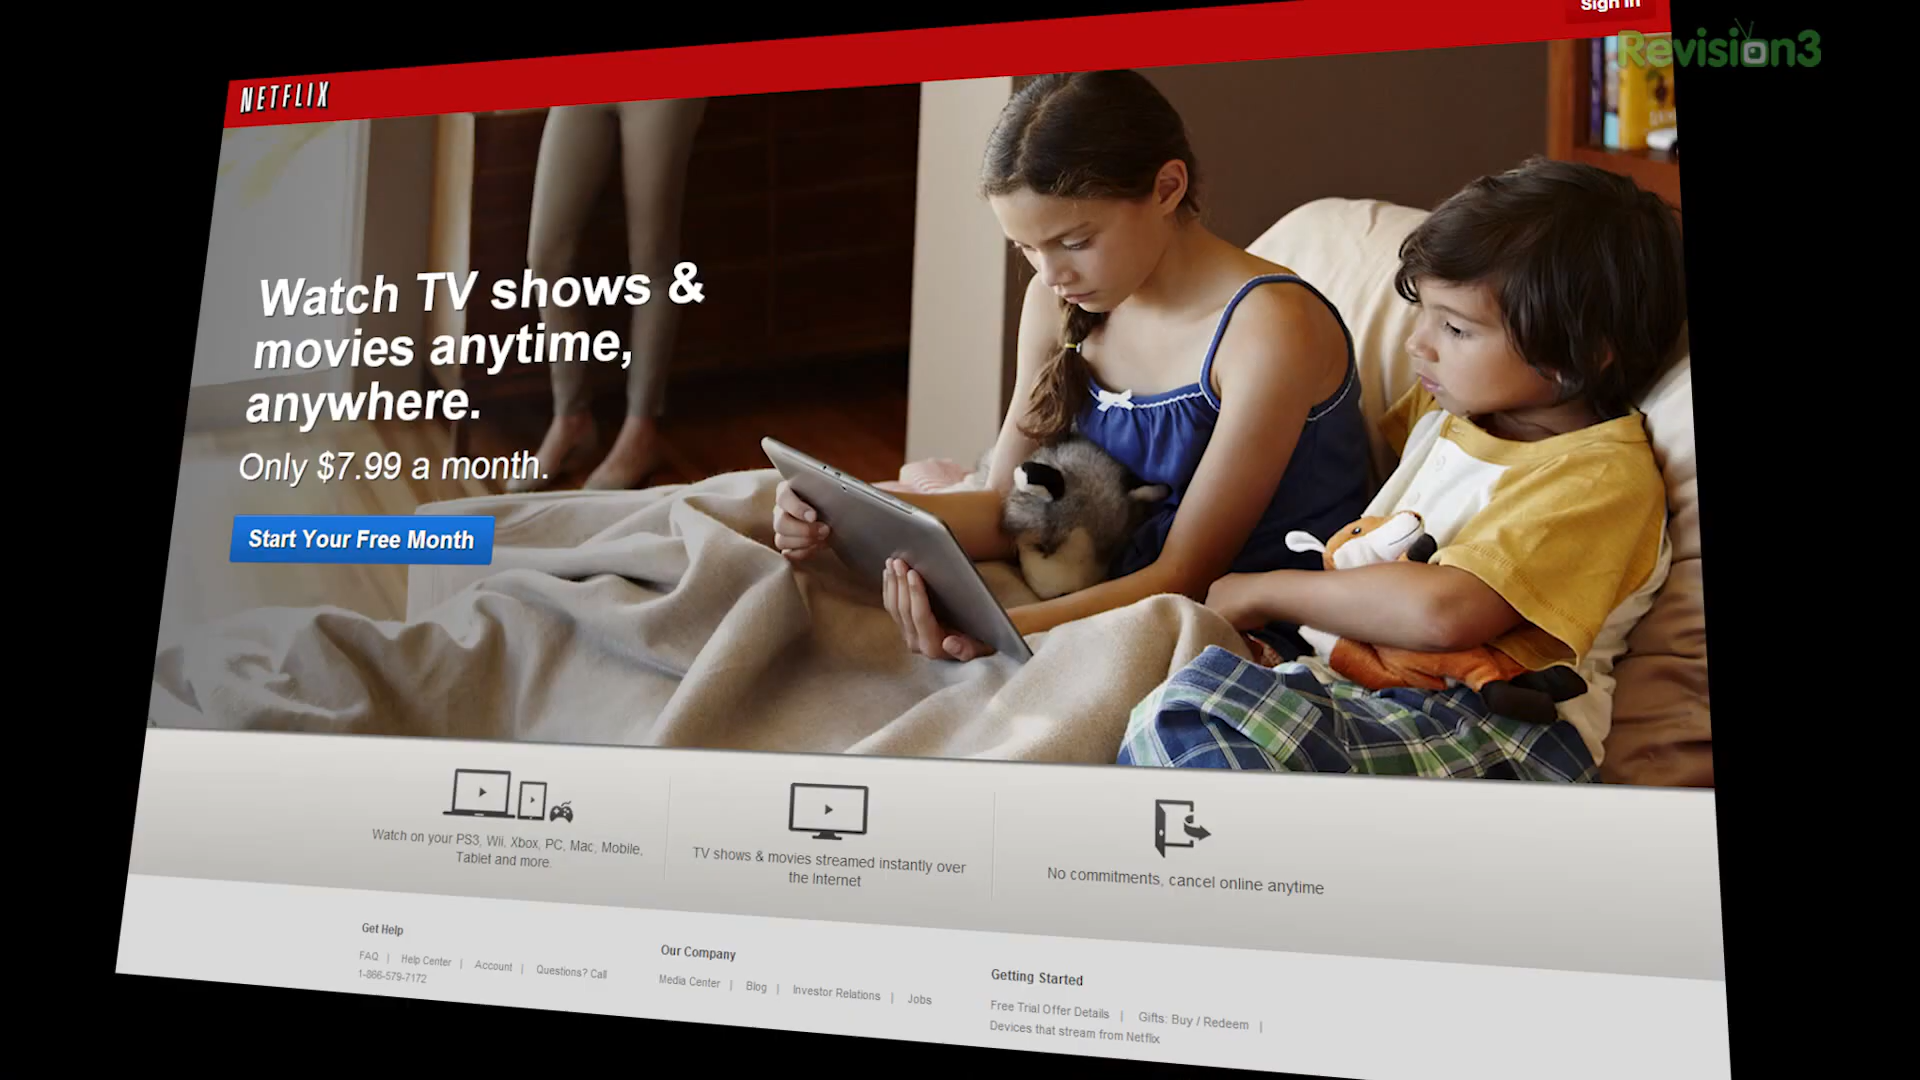 Sign In
Revision3
NETFLIX
Watch TV shows &
movies anytime,
anywhere.
Only $7.99 a month.
Start Your Free Month
Watch on your PS3, Wii, Xbox, PC, Mac, Mobile,
Tablet and more.
TV shows & movies streamed instantly over
the Internet
No commitments, cancel online anytime
Get Help
FAQ | Help Center | Account | Questions? Call
1-866-579-7172
Our Company
Media Center | Blog | Investor Relations | Jobs
Getting Started
Free Trial Offer Details | Gifts: Buy / Redeem |
Devices that stream from Netflix